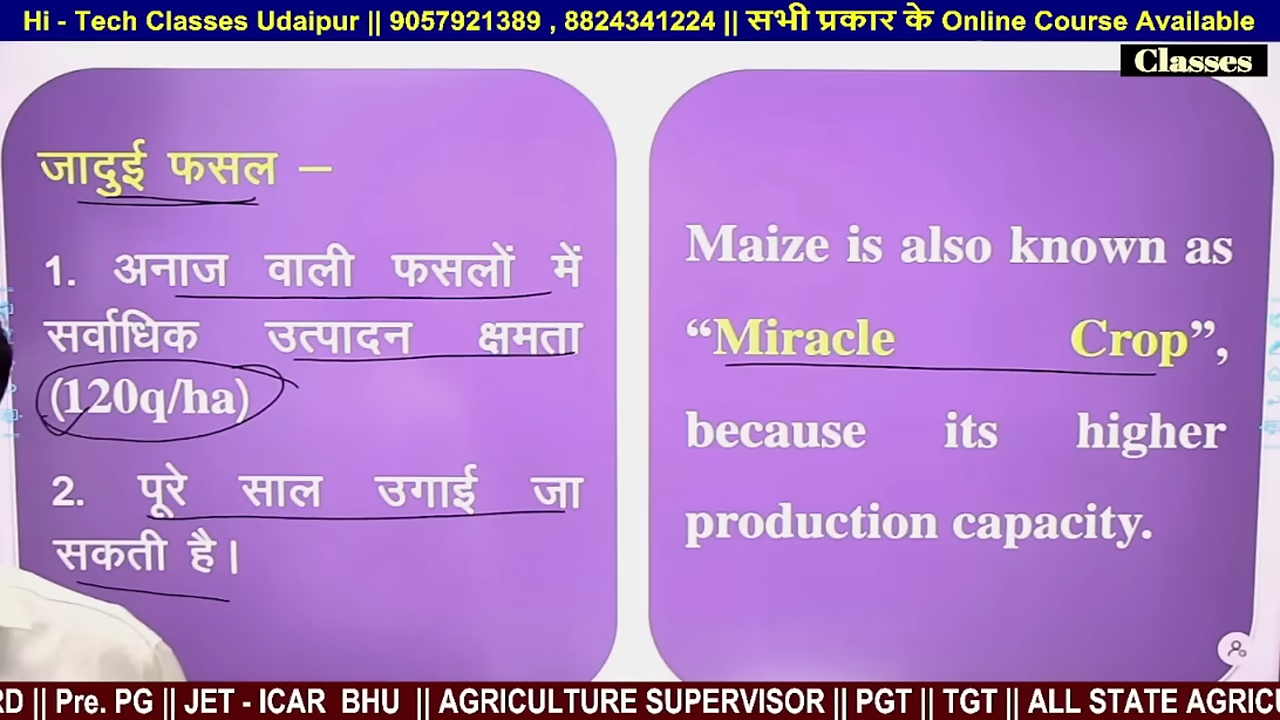 Hi - Tech Classes Udaipur || 9057921389 , 8824341224 || सभी प्रकार के Online Course Available
Classes
जादुई फसल –
1. अनाज वाली फसलों में
सर्वाधिक उत्पादन क्षमता
(120q/ha)
2. पूरे साल उगाई जा
सकती है।
Maize is also known as
“Miracle Crop”,
because its higher
production capacity.
|| Pre. PG || JET - ICAR BHU || AGRICULTURE SUPERVISOR || PGT || TGT || ALL STATE